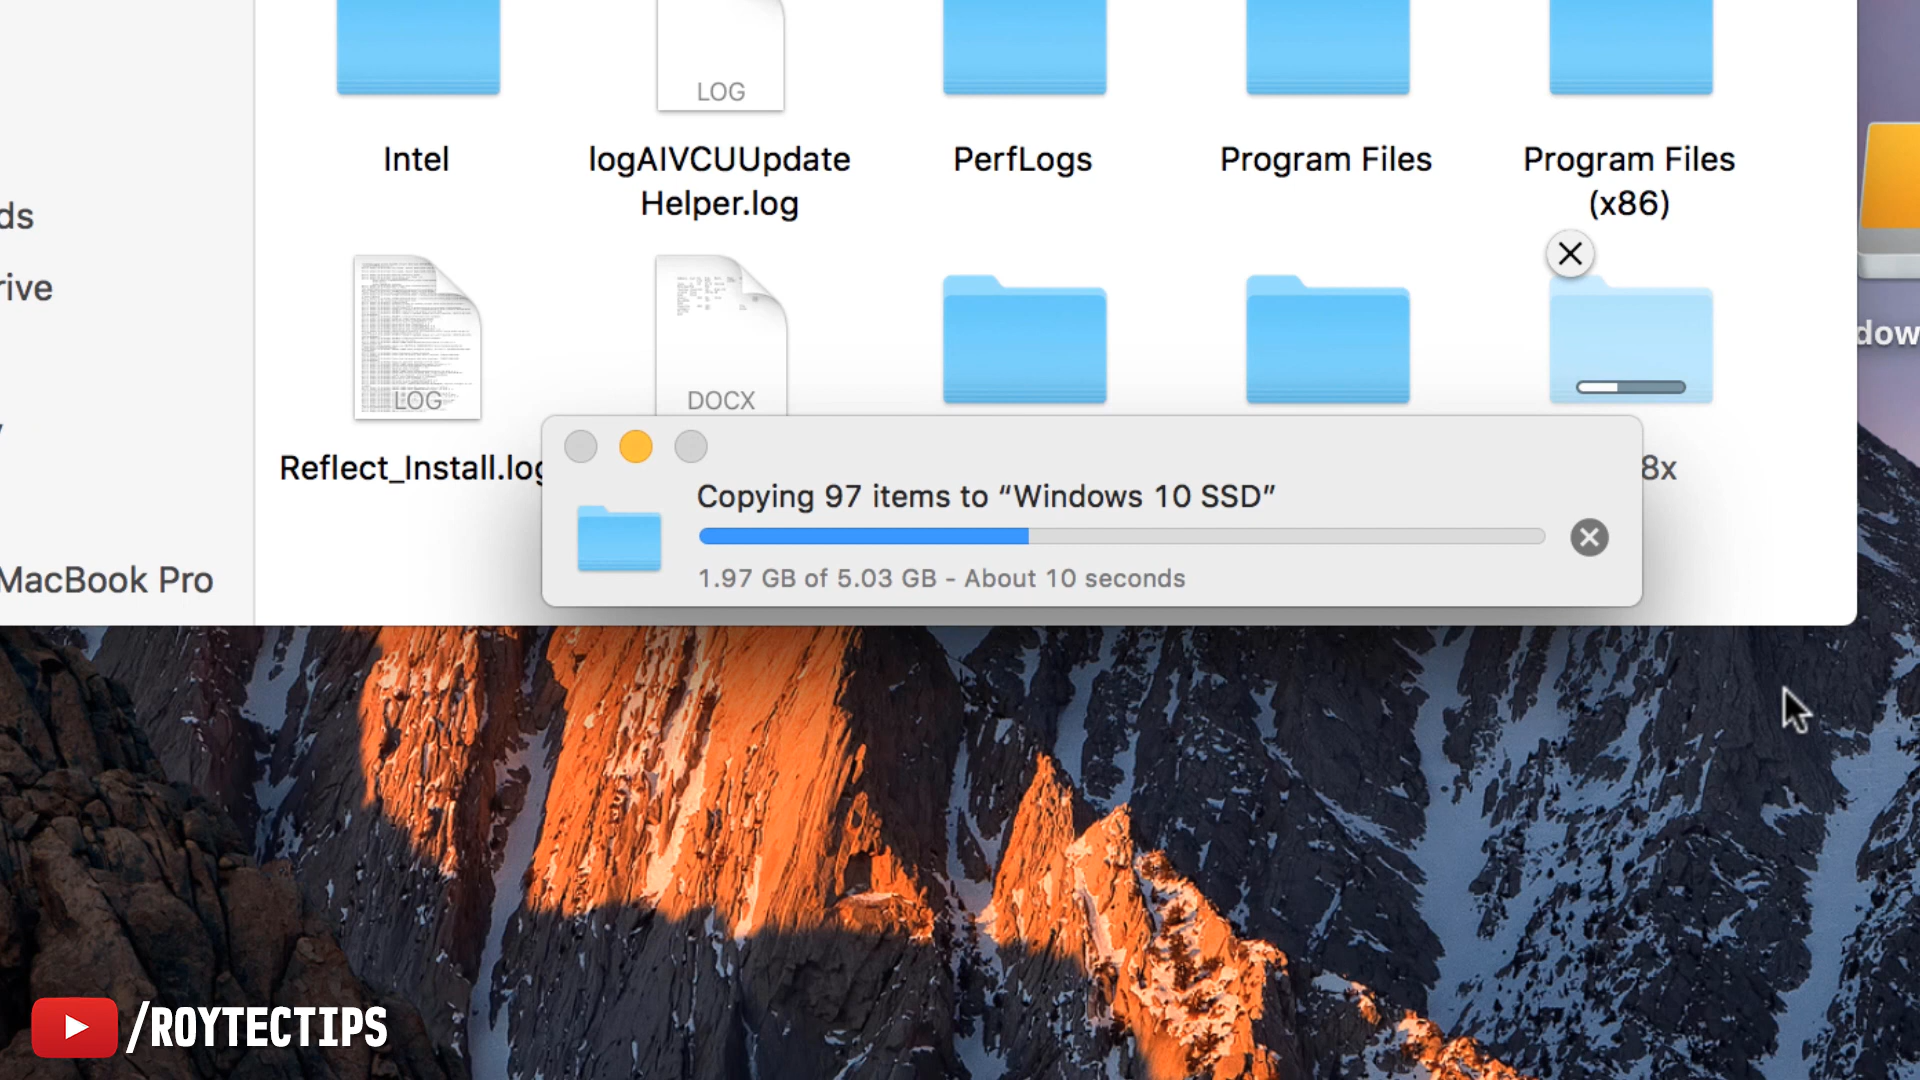 LOG
Intel
logAIVCUUpdate
Helper.log
PerfLogs
Program Files
Program Files
(x86)
ds
rive
LOG
DOCX
dow
Reflect_Install.log
8x
Copying 97 items to “Windows 10 SSD”
1.97 GB of 5.03 GB - About 10 seconds
MacBook Pro
/ROYTECTIPS